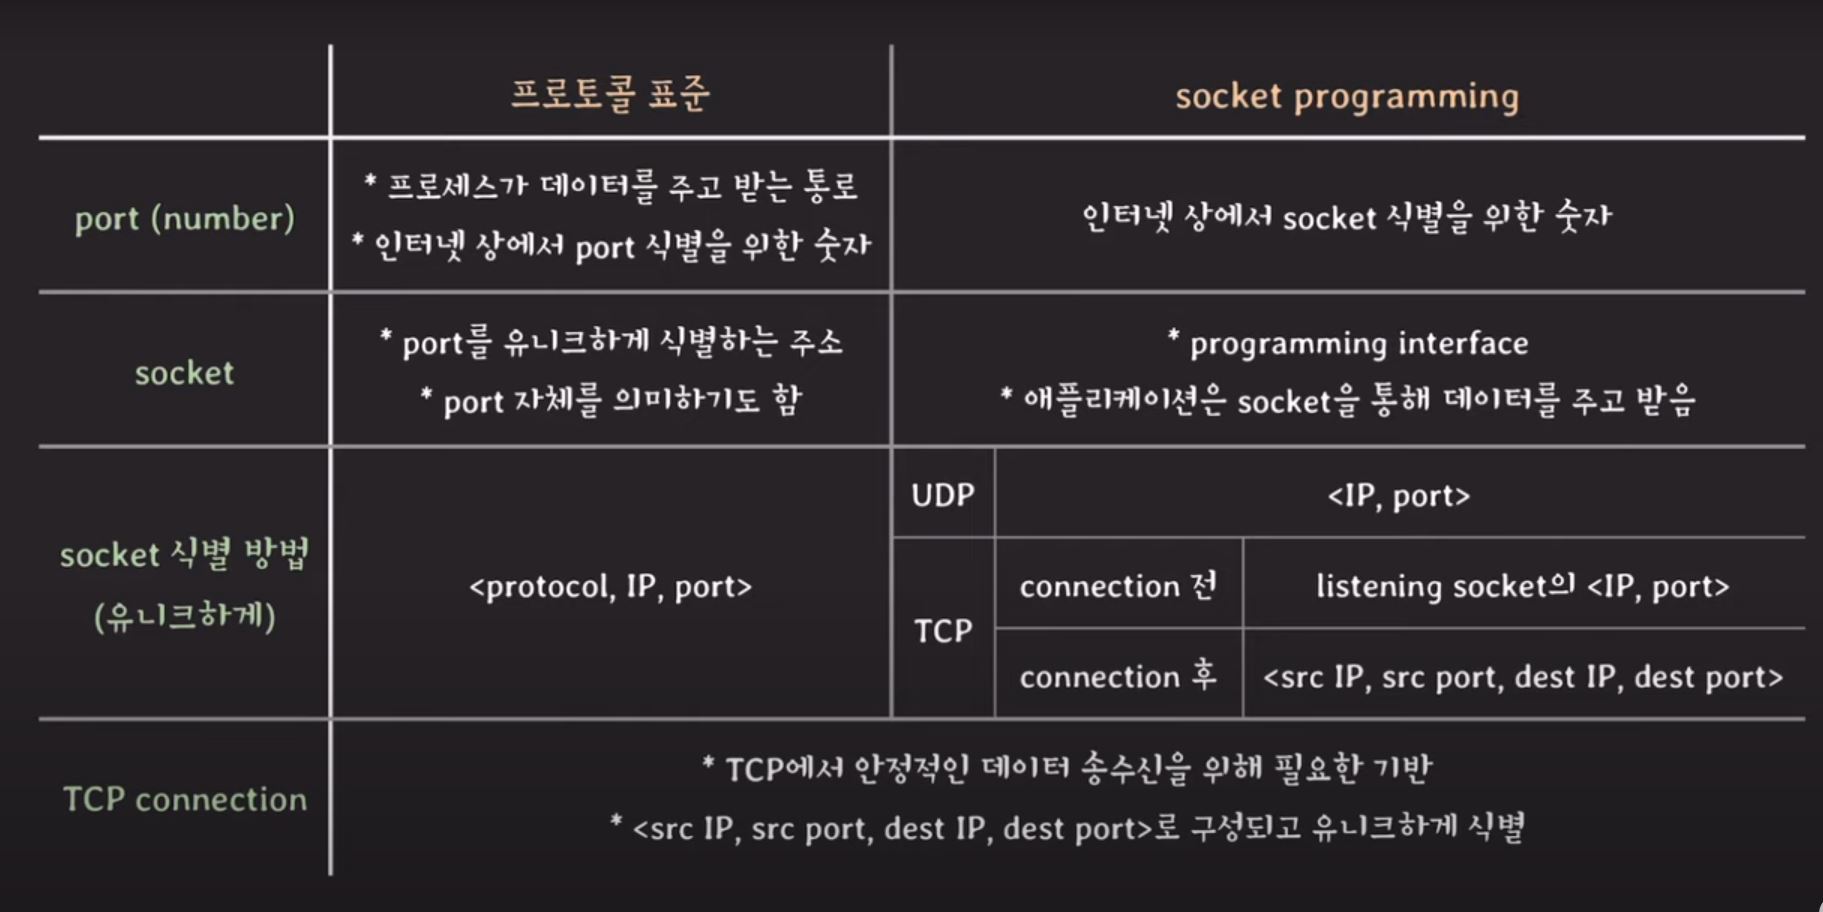 프로토콜 표준
socket programming
port (number)
* 프로세스가 데이터를 주고 받는 통로
* 인터넷 상에서 port 식별을 위한 숫자
인터넷 상에서 socket 식별을 위한 숫자
socket
* port를 유니크하게 식별하는 주소
* port 자체를 의미하기도 함
* programming interface
* 애플리케이션은 socket을 통해 데이터를 주고 받음
socket 식별 방법
(유니크하게)
<protocol, IP, port>
UDP
<IP, port>
TCP
connection 전
listening socket의 <IP, port>
connection 후
<src IP, src port, dest IP, dest port>
TCP connection
* TCP에서 안정적인 데이터 송수신을 위해 필요한 기반
* <src IP, src port, dest IP, dest port>로 구성되고 유니크하게 식별